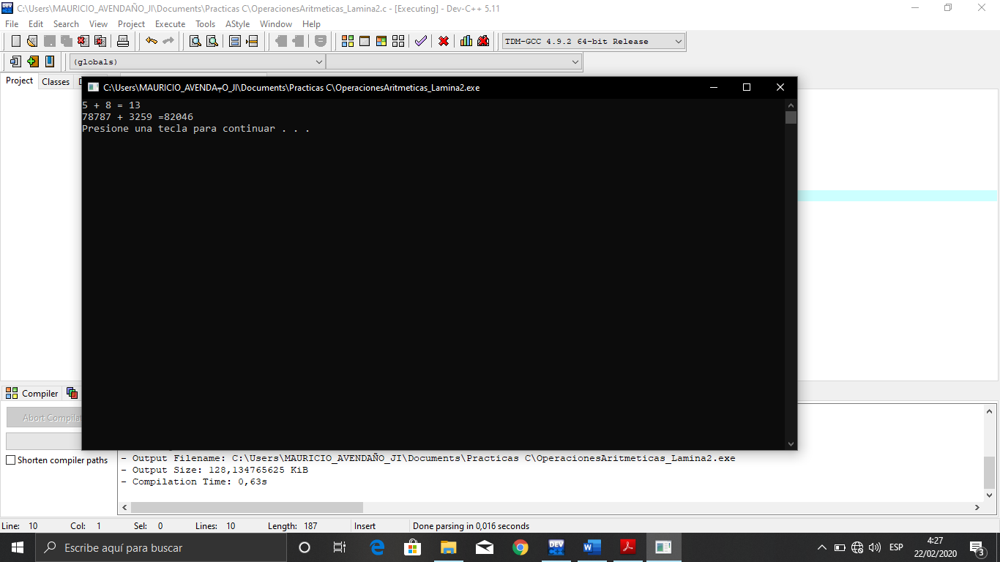 C:\Users\MAURICIO_AVENDAÑO_JI\Documents\Practicas C\OperacionesAritmeticas_Lamina2.c - [Executing] - Dev-C++ 5.11
File Edit Search View Project Execute Tools AStyle Window Help
TDM-GCC 4.9.2 64-bit Release
(globals)
Project Classes
C:\Users\MAURICIO_AVENDA┬O_JI\Documents\Practicas C\OperacionesAritmeticas_Lamina2.exe
5 + 8 = 13
78787 + 3259 =82046
Presione una tecla para continuar . . .
Compiler
Abort Compilat
Shorten compiler paths
- Output Filename: C:\Users\MAURICIO_AVENDAÑO_JI\Documents\Practicas C\OperacionesAritmeticas_Lamina2.exe
- Output Size: 128,134765625 KiB
- Compilation Time: 0,63s
Line: 10 Col: 1 Sel: 0 Lines: 10 Length: 187 Insert Done parsing in 0,016 seconds
Escribe aquí para buscar
DEV
ESP
4:27
22/02/2020
3